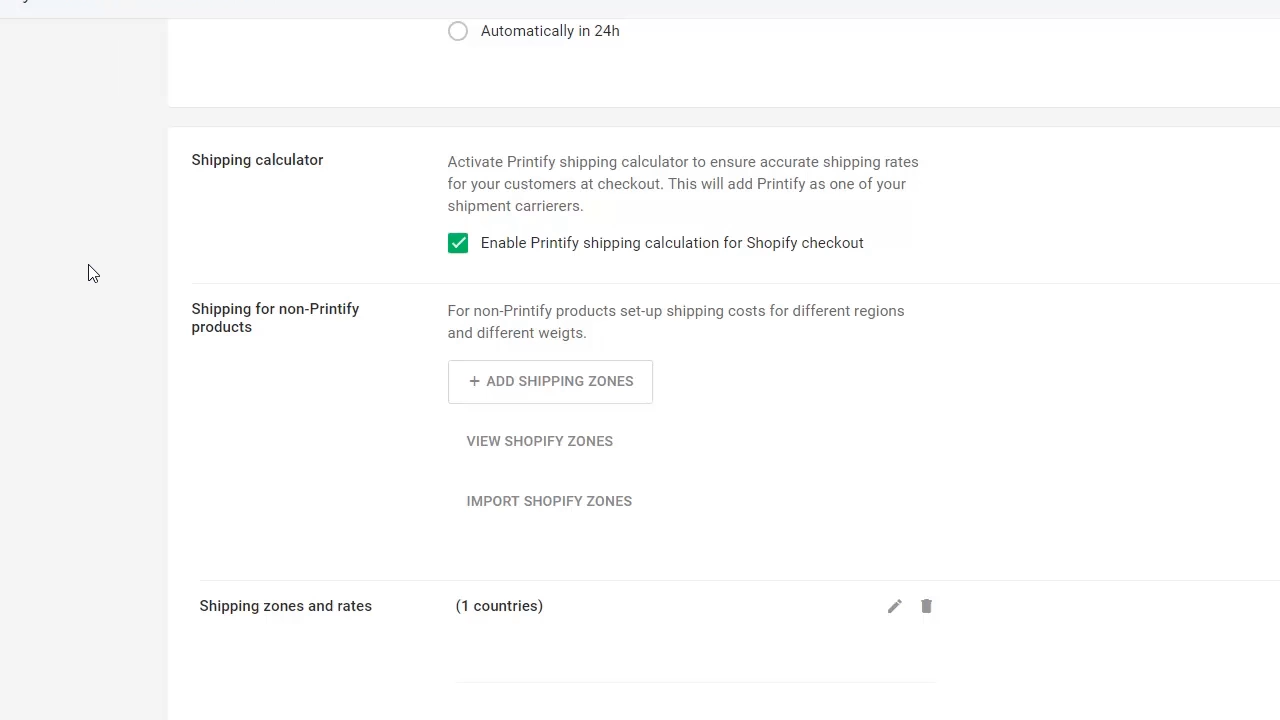 Automatically in 24h
Shipping calculator
Activate Printify shipping calculator to ensure accurate shipping rates
for your customers at checkout. This will add Printify as one of your
shipment carrierers.
Enable Printify shipping calculation for Shopify checkout
Shipping for non-Printify
products
For non-Printify products set-up shipping costs for different regions
and different weigts.
+ ADD SHIPPING ZONES
VIEW SHOPIFY ZONES
IMPORT SHOPIFY ZONES
Shipping zones and rates
(1 countries)